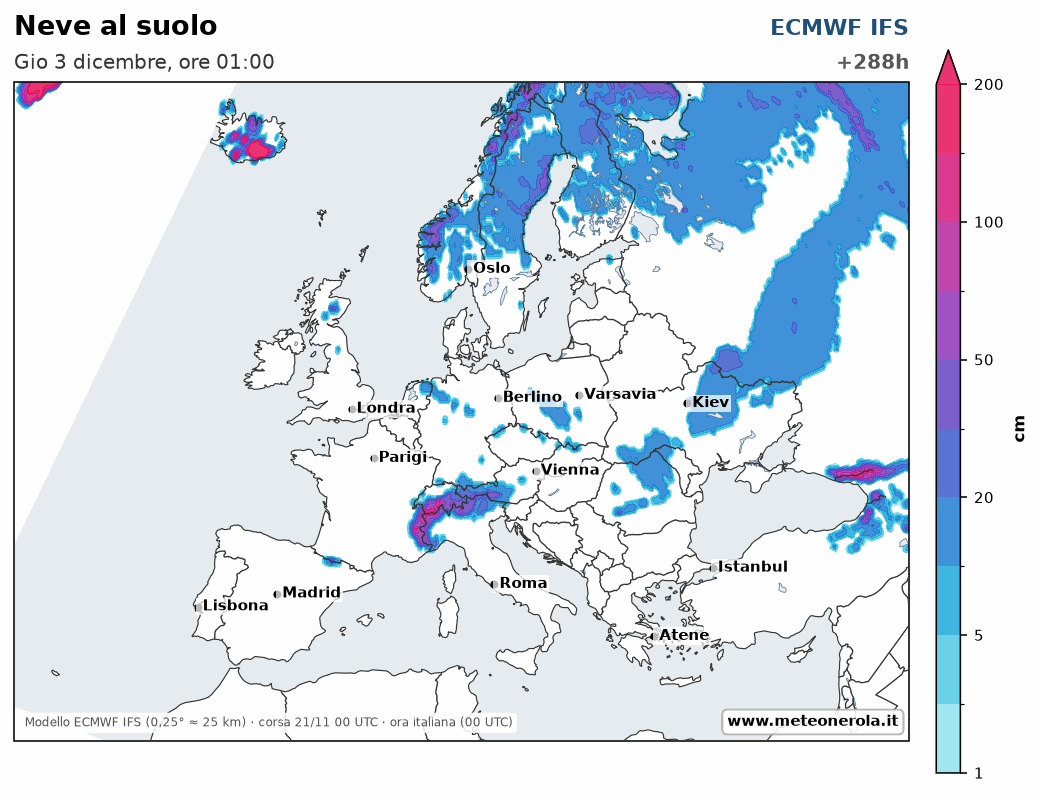 Neve al suolo
ECMWF IFS
Gio 3 dicembre, ore 01:00
+288h
200
100
50
20
5
1
cm
Oslo
Londra
Berlino
Varsavia
Kiev
Parigi
Vienna
Istanbul
Roma
Madrid
Lisbona
Atene
Modello ECMWF IFS (0,25° ≈ 25 km) · corsa 21/11 00 UTC · ora italiana (00 UTC)
www.meteonerola.it